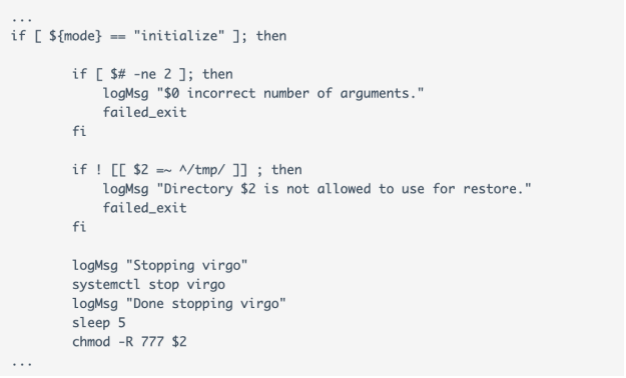 ...
if [ ${mode} == "initialize" ]; then
if [ $# -ne 2 ]; then
logMsg "$0 incorrect number of arguments."
failed_exit
fi
if ! [[ $2 =~ ^/tmp/ ]] ; then
logMsg "Directory $2 is not allowed to use for restore."
failed_exit
fi
logMsg "Stopping virgo"
systemctl stop virgo
logMsg "Done stopping virgo"
sleep 5
chmod -R 777 $2
...